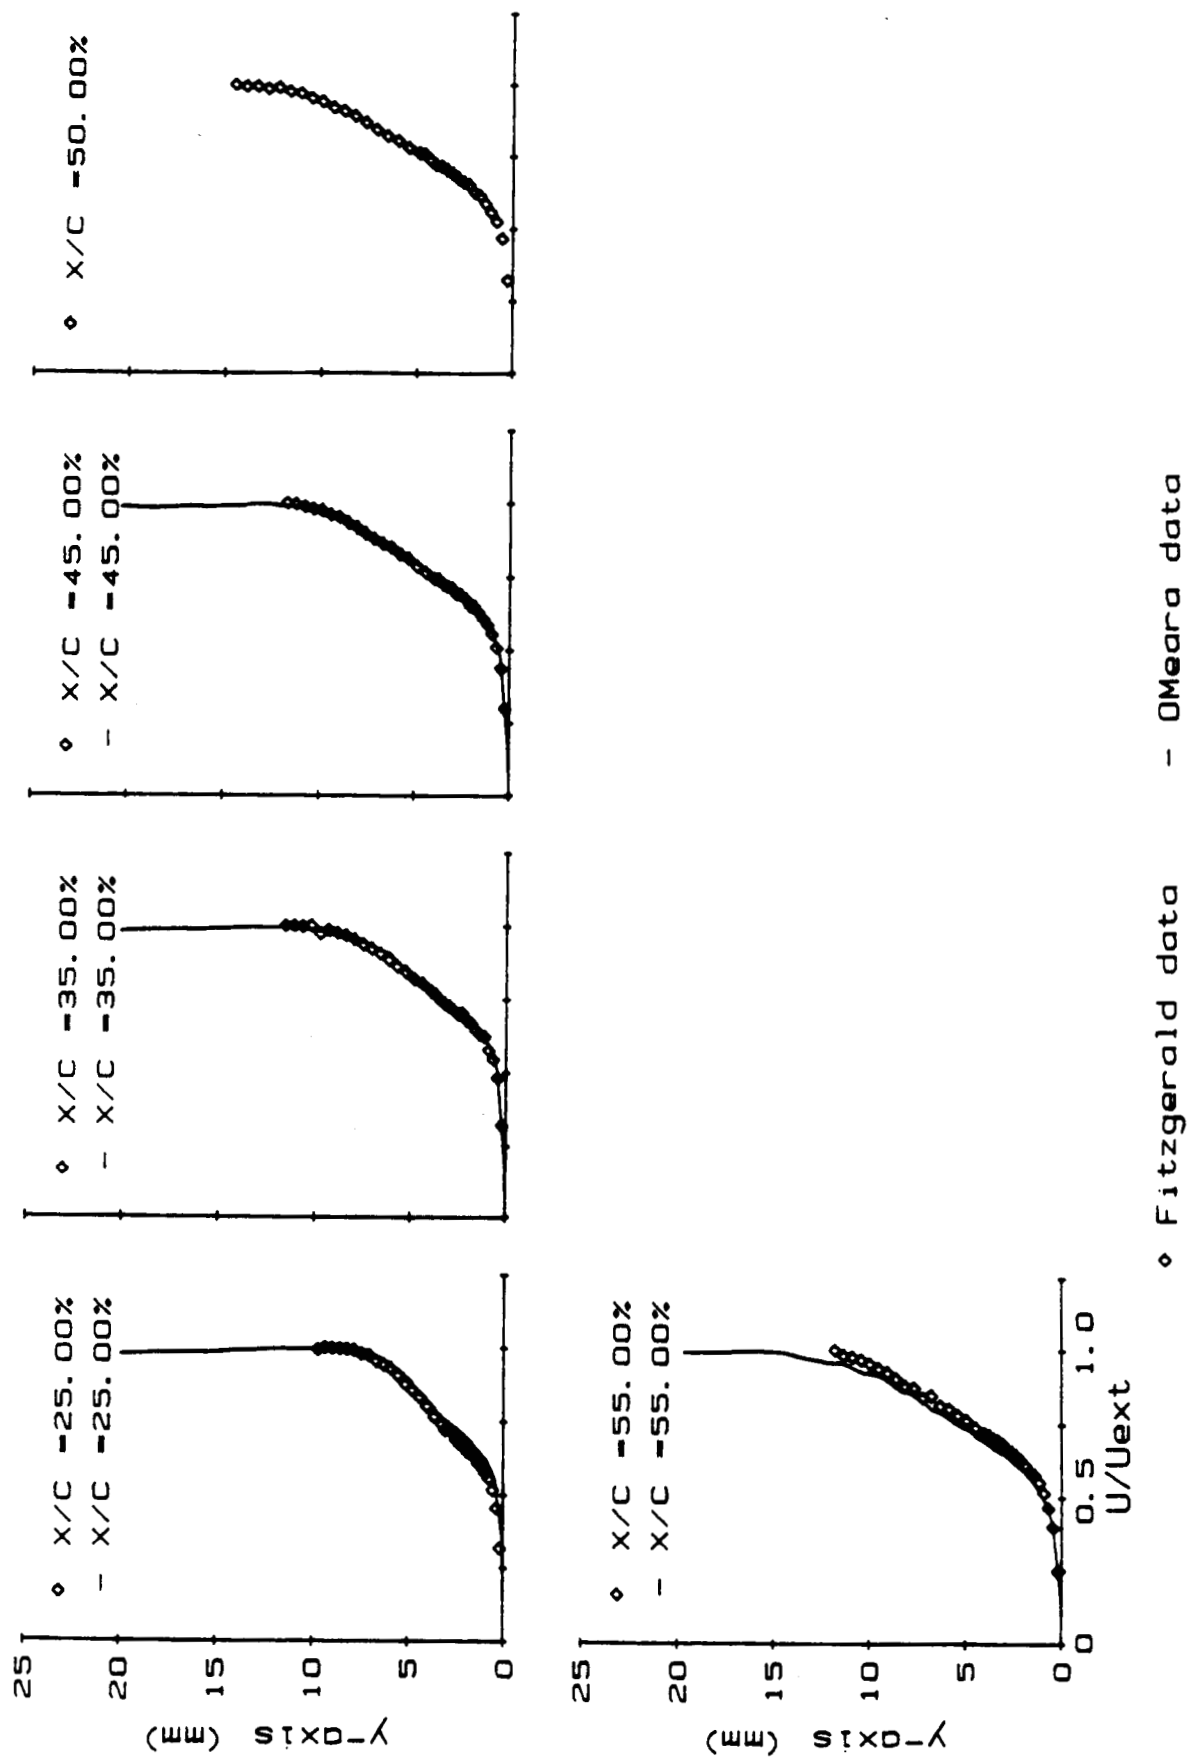 ◇ X/C =25.00%
— X/C =25.00%
◇ X/C =35.00%
— X/C =35.00%
◇ X/C =45.00%
— X/C =45.00%
◇ X/C =50.00%
25
20
15
10
5
0
y-axis (mm)
◇ X/C =55.00%
— X/C =55.00%
25
20
15
10
5
0
y-axis (mm)
0 0.5 1.0
U/Uext
◇ Fitzgerald data — OMeara data